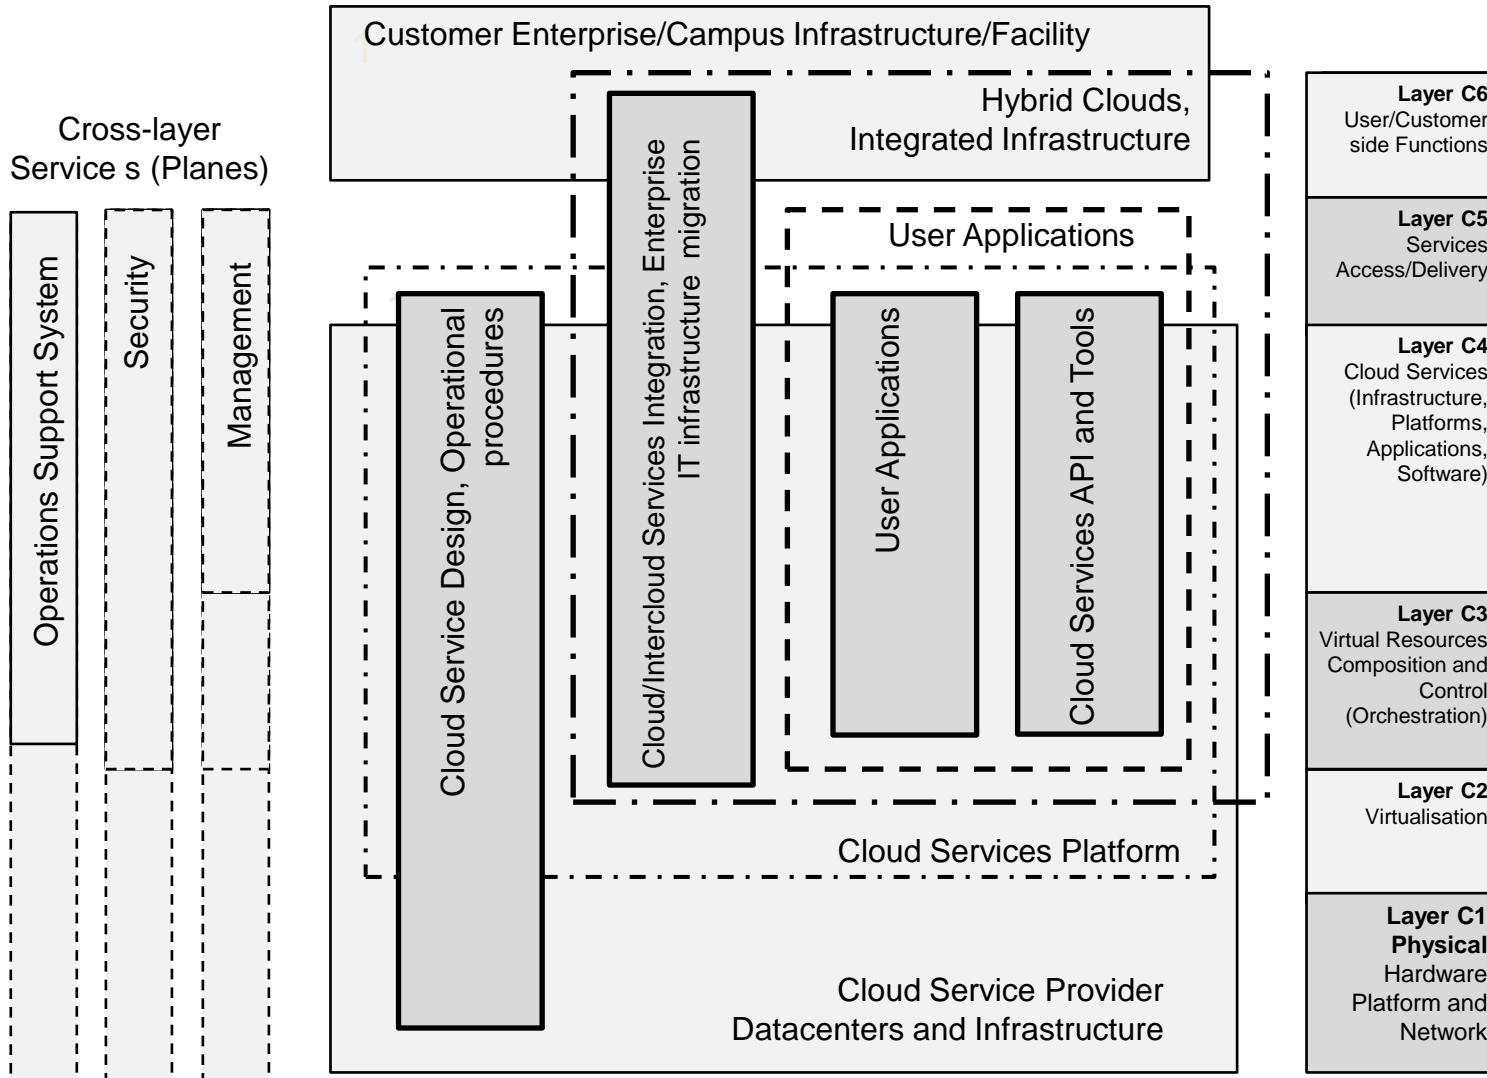 Customer Enterprise/Campus Infrastructure/Facility
Hybrid Clouds,
Integrated Infrastructure
Cross-layer
Service s (Planes)
Operations Support System
Security
Management
User Applications
Cloud Service Design, Operational
procedures
Cloud/Intercloud Services Integration, Enterprise
IT infrastructure migration
User Applications
Cloud Services API and Tools
Cloud Services Platform
Cloud Service Provider
Datacenters and Infrastructure
Layer C6
User/Customer
side Functions
Layer C5
Services
Access/Delivery
Layer C4
Cloud Services
(Infrastructure,
Platforms,
Applications,
Software)
Layer C3
Virtual Resources
Composition and
Control
(Orchestration)
Layer C2
Virtualisation
Layer C1
Physical
Hardware
Platform and
Network